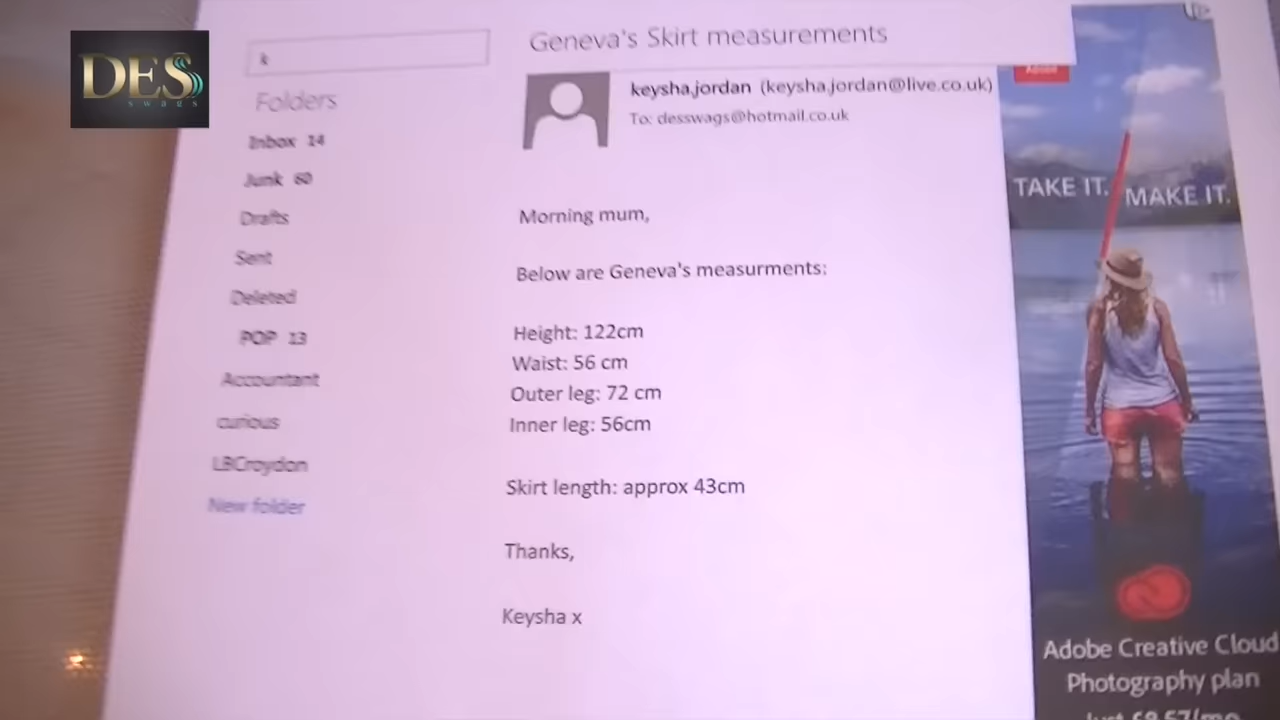 DES
swags
k
Folders
Inbox 14
Junk 60
Drafts
Sent
Deleted
POP 13
Accountant
curious
LBCroydon
New folder
Geneva's Skirt measurements
keysha.jordan (keysha.jordan@live.co.uk)
To: desswags@hotmail.co.uk
Morning mum,
Below are Geneva's measurments:
Height: 122cm
Waist: 56 cm
Outer leg: 72 cm
Inner leg: 56cm
Skirt length: approx 43cm
Thanks,
Keysha x
Adobe
TAKE IT. MAKE IT.
Adobe Creative Cloud
Photography plan